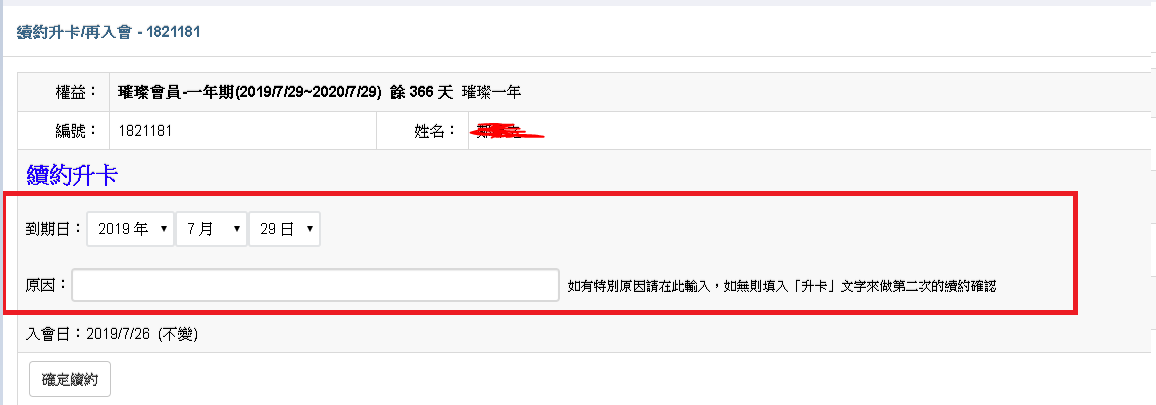 續約升卡/再入會 - 1821181
權益： 璀璨會員-一年期(2019/7/29~2020/7/29) 餘 366 天 璀璨一年
編號： 1821181 姓名：
續約升卡
到期日： 2019 年 7 月 29 日
原因： 如有特別原因請在此輸入，如無則填入「升卡」文字來做第二次的續約確認
入會日：2019/7/26 (不變)
確定續約